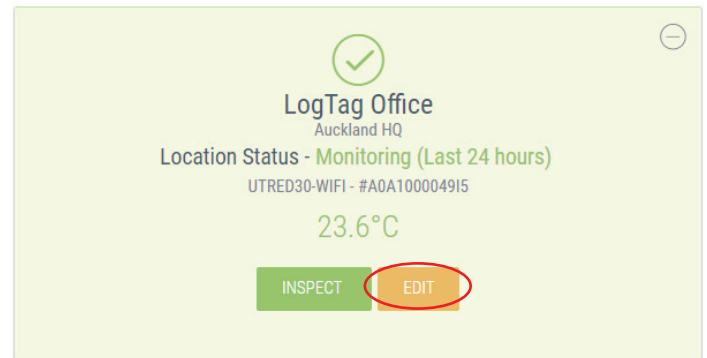 LogTag Office
Auckland HQ
Location Status - Monitoring (Last 24 hours)
UTRED30-WIFI - #A0A1000049I5
23.6°C
INSPECT EDIT